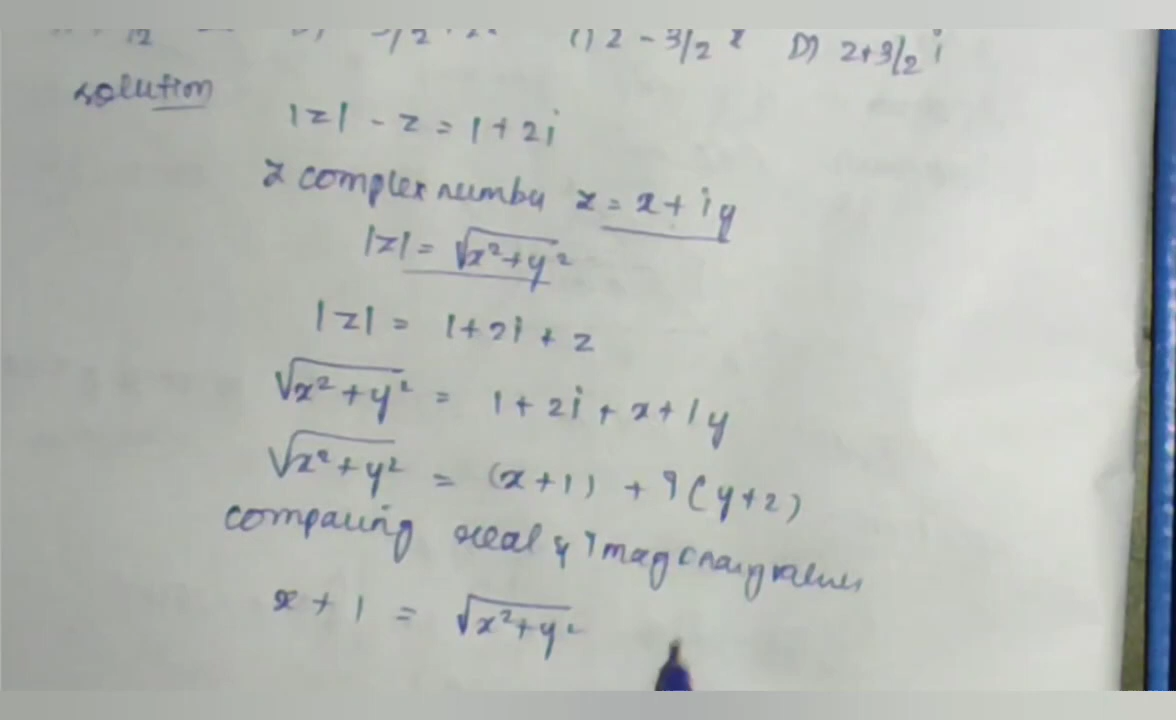 C) 2 - 3/2 i D) 2+3/2 i
solution
|z| - z = 1 + 2i
z complex number z = x + iy
|z| = √x²+y²
|z| = 1+2i + z
√x²+y² = 1 + 2i + x + iy
√x²+y² = (x+1) + i(y+2)
comparing real & imaginary values
x + 1 = √x²+y²